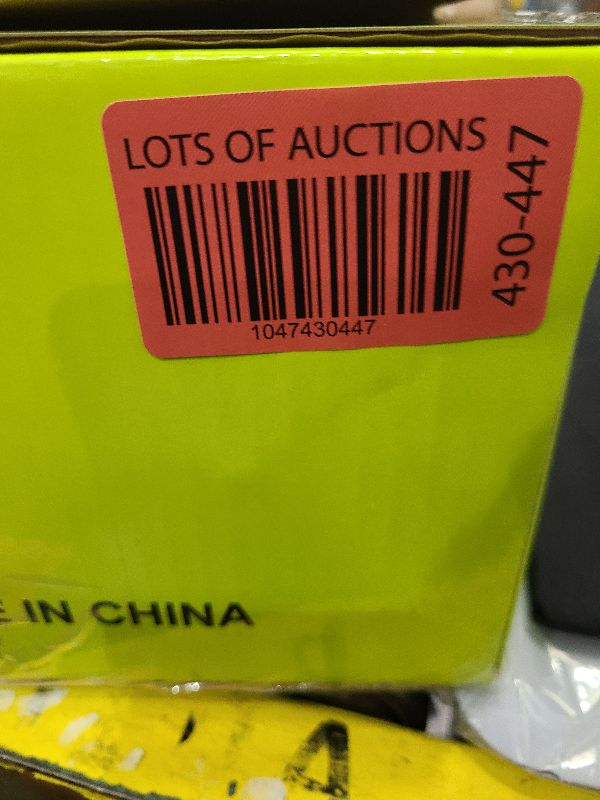 LOTS OF AUCTIONS
430-447
1047430447
E IN CHINA